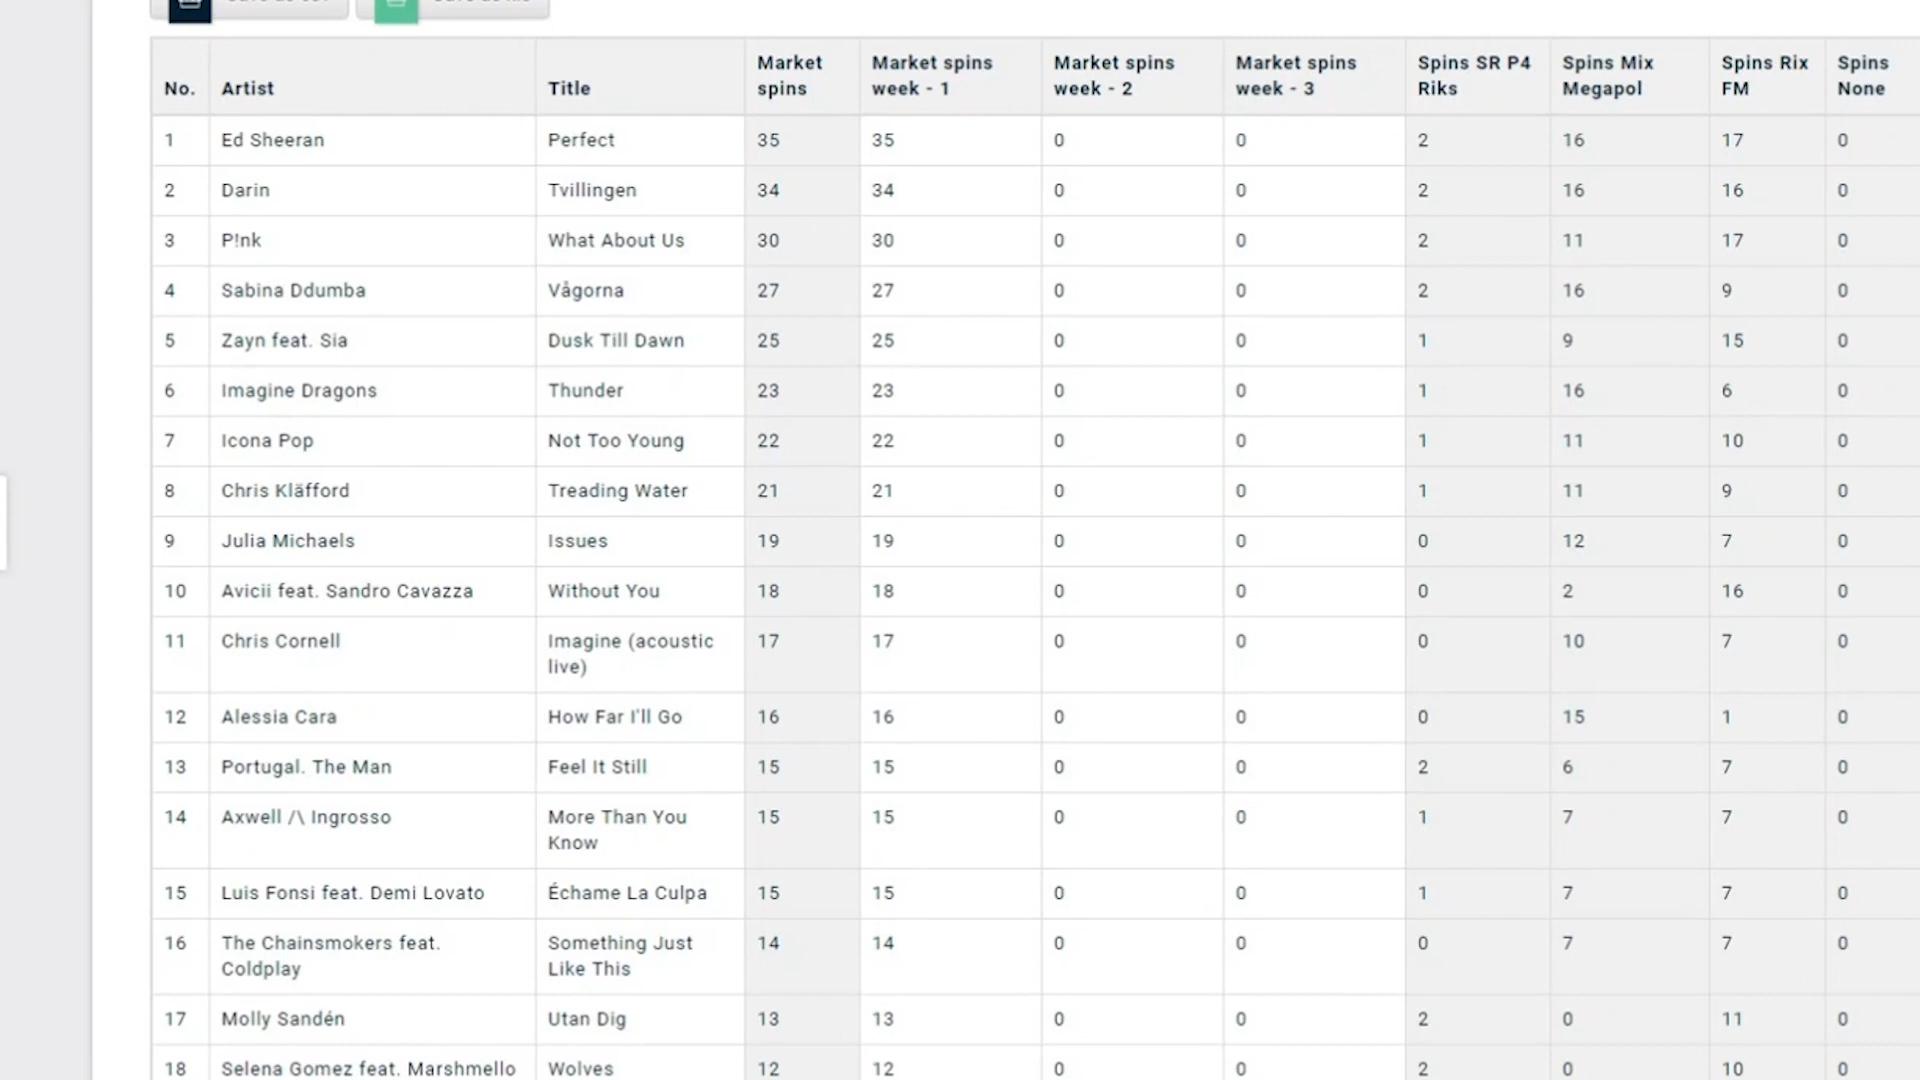 No. Artist Title Market spins Market spins week - 1 Market spins week - 2 Market spins week - 3 Spins SR P4 Riks Spins Mix Megapol Spins Rix FM Spins None
1 Ed Sheeran Perfect 35 35 0 0 2 16 17 0
2 Darin Tvillingen 34 34 0 0 2 16 16 0
3 P!nk What About Us 30 30 0 0 2 11 17 0
4 Sabina Ddumba Vågorna 27 27 0 0 2 16 9 0
5 Zayn feat. Sia Dusk Till Dawn 25 25 0 0 1 9 15 0
6 Imagine Dragons Thunder 23 23 0 0 1 16 6 0
7 Icona Pop Not Too Young 22 22 0 0 1 11 10 0
8 Chris Kläfford Treading Water 21 21 0 0 1 11 9 0
9 Julia Michaels Issues 19 19 0 0 0 12 7 0
10 Avicii feat. Sandro Cavazza Without You 18 18 0 0 0 2 16 0
11 Chris Cornell Imagine (acoustic live) 17 17 0 0 0 10 7 0
12 Alessia Cara How Far I'll Go 16 16 0 0 0 15 1 0
13 Portugal. The Man Feel It Still 15 15 0 0 2 6 7 0
14 Axwell /\ Ingrosso More Than You Know 15 15 0 0 1 7 7 0
15 Luis Fonsi feat. Demi Lovato Échame La Culpa 15 15 0 0 1 7 7 0
16 The Chainsmokers feat. Coldplay Something Just Like This 14 14 0 0 0 7 7 0
17 Molly Sandén Utan Dig 13 13 0 0 2 0 11 0
18 Selena Gomez feat. Marshmello Wolves 12 12 0 0 2 0 10 0